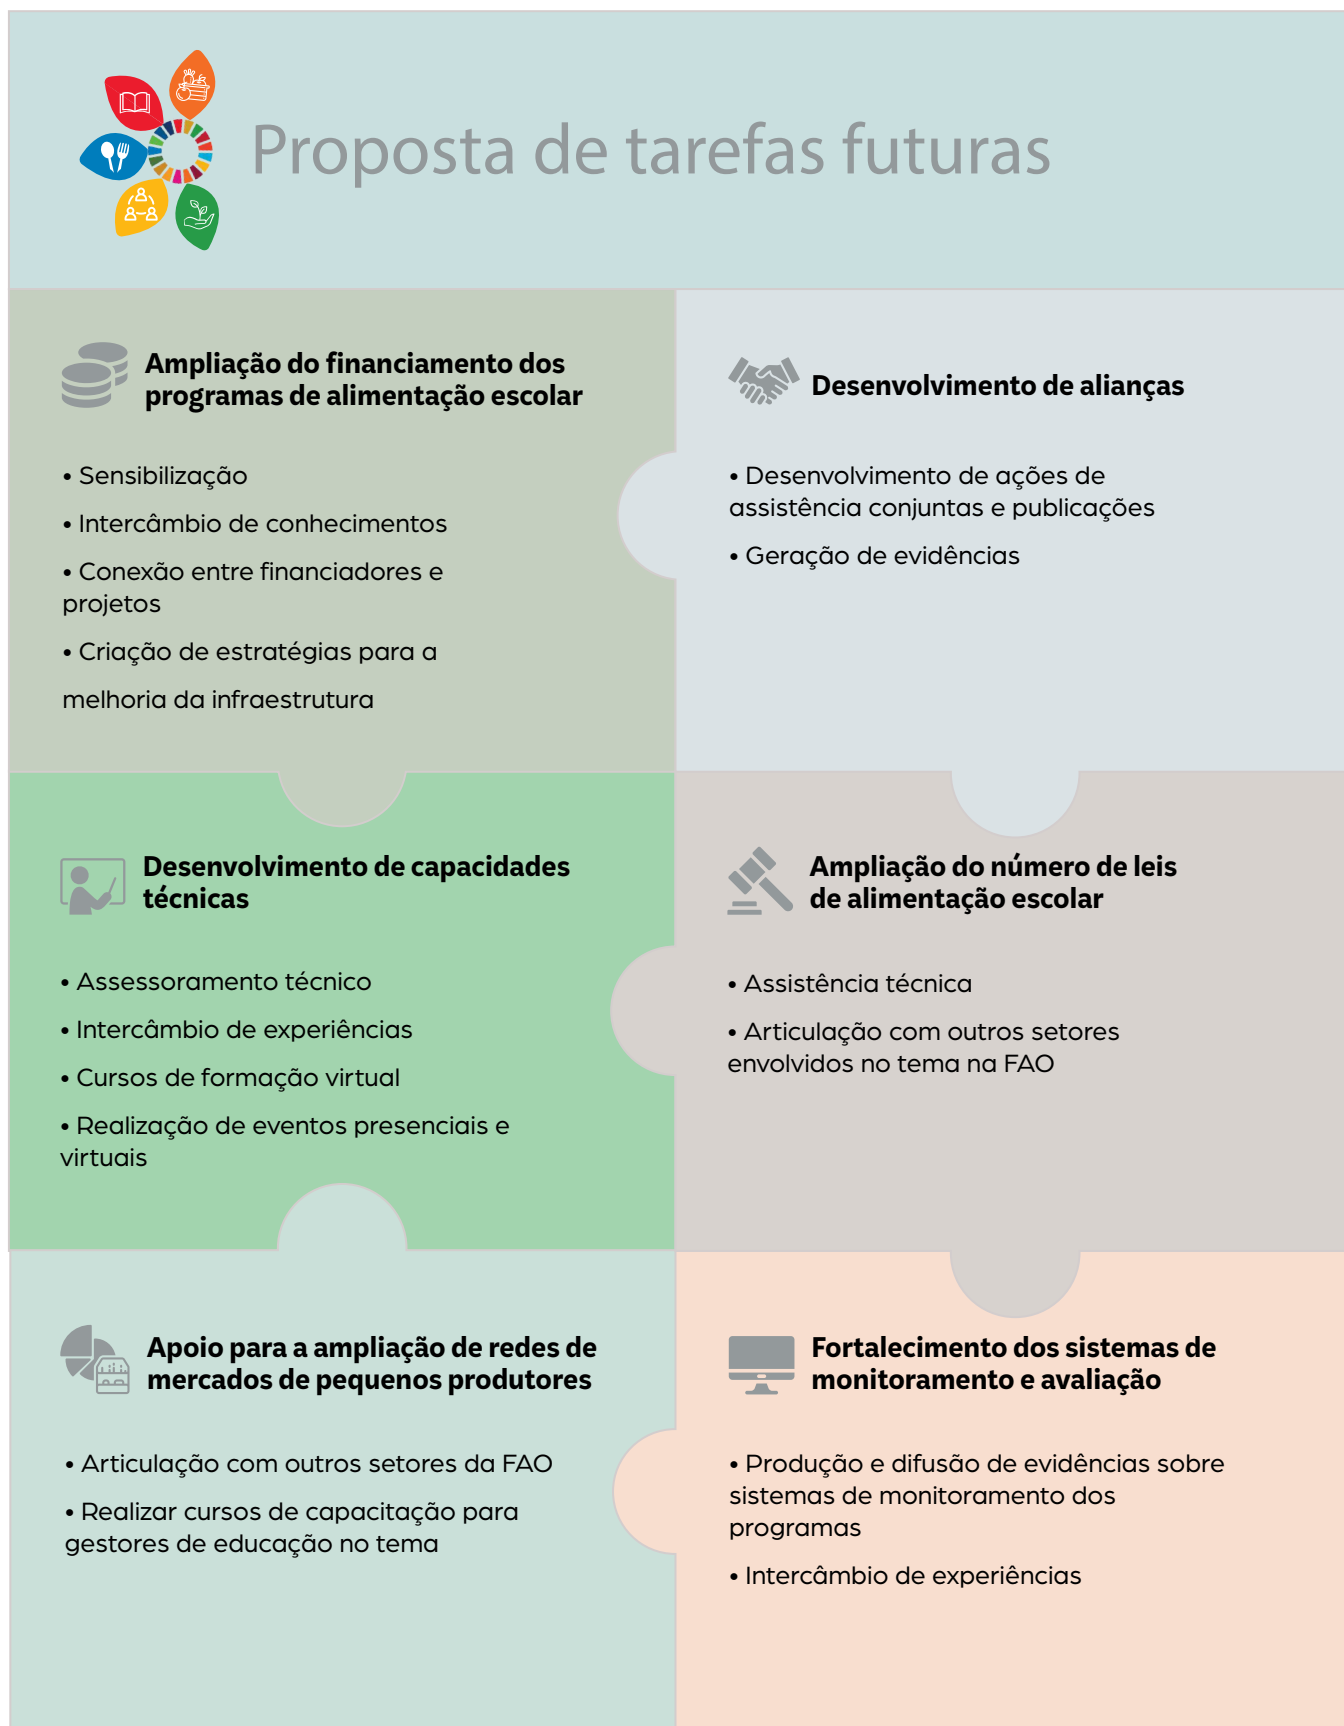 Proposta de tarefas futuras
Ampliação do financiamento dos
programas de alimentação escolar
• Sensibilização
• Intercâmbio de conhecimentos
• Conexão entre financiadores e
projetos
• Criação de estratégias para a
melhoria da infraestrutura
Desenvolvimento de alianças
• Desenvolvimento de ações de
assistência conjuntas e publicações
• Geração de evidências
Desenvolvimento de capacidades
técnicas
• Assessoramento técnico
• Intercâmbio de experiências
• Cursos de formação virtual
• Realização de eventos presenciais e
virtuais
Ampliação do número de leis
de alimentação escolar
• Assistência técnica
• Articulação com outros setores
envolvidos no tema na FAO
Apoio para a ampliação de redes de
mercados de pequenos produtores
• Articulação com outros setores da FAO
• Realizar cursos de capacitação para
gestores de educação no tema
Fortalecimento dos sistemas de
monitoramento e avaliação
• Produção e difusão de evidências sobre
sistemas de monitoramento dos
programas
• Intercâmbio de experiências